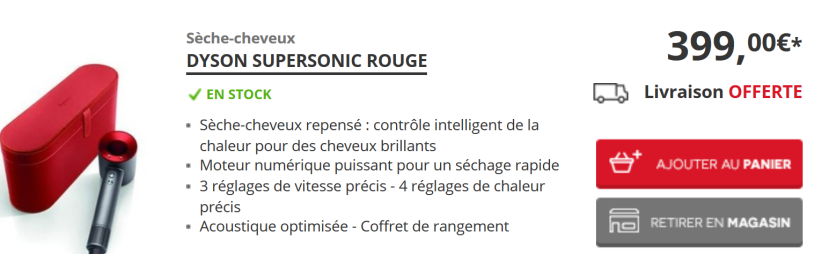 Sèche-cheveux
DYSON SUPERSONIC ROUGE
EN STOCK
Sèche-cheveux repensé : contrôle intelligent de la
chaleur pour des cheveux brillants
Moteur numérique puissant pour un séchage rapide
3 réglages de vitesse précis - 4 réglages de chaleur
précis
Acoustique optimisée - Coffret de rangement
399,00€*
Livraison OFFERTE
AJOUTER AU PANIER
RETIRER EN MAGASIN